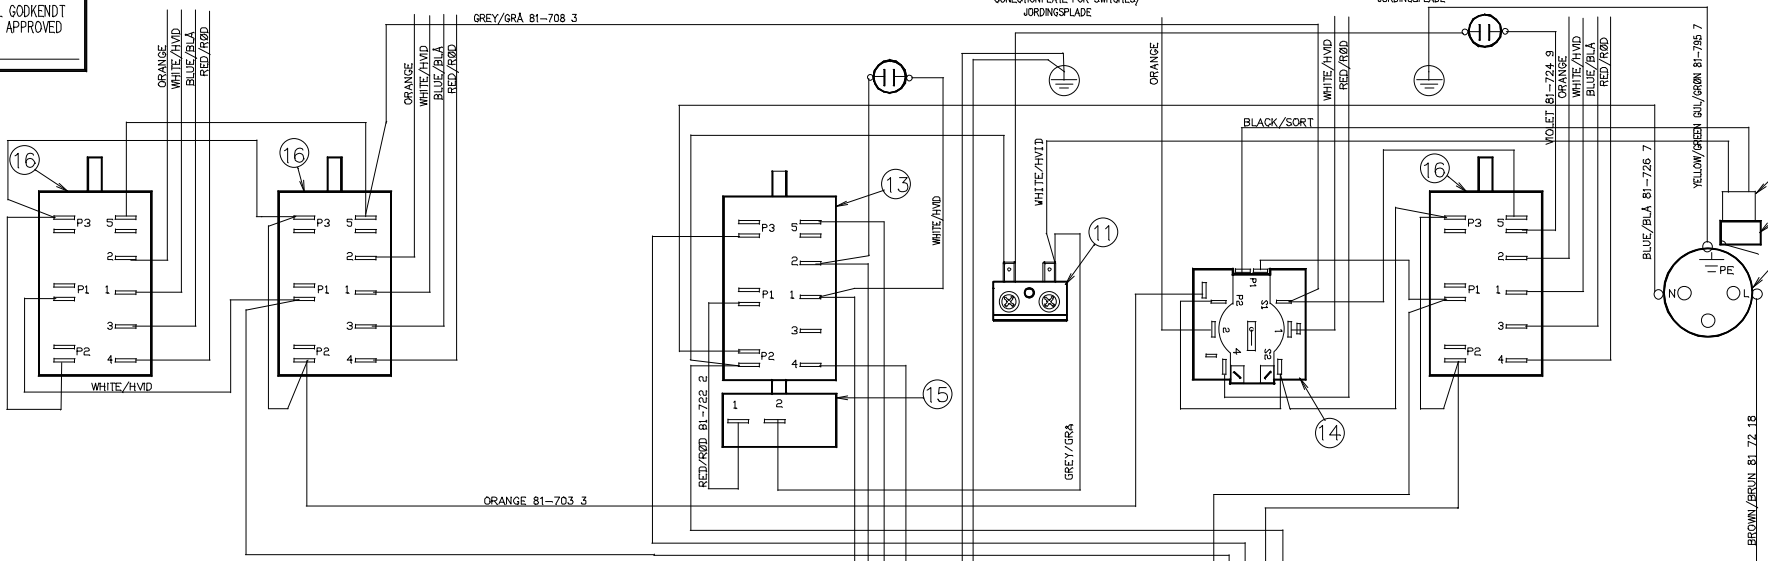 GODKENDT
APPROVED
ORANGE
WHITE/HVID
BLUE/BLÅ
RED/RØD
ORANGE
WHITE/HVID
BLUE/BLÅ
RED/RØD
GREY/GRÅ 81-708 3
JORDINGSPLADE
ORANGE
WHITE/HVID
RED/RØD
VIOLET 81-724 9
ORANGE
WHITE/HVID
BLUE/BLÅ
RED/RØD
YELLOW/GREEN GUL/GRØN 81-795 7
BLACK/SORT
BLUE/BLÅ 81-726 7
16
P3
5
2
P1
1
3
P2
4
WHITE/HVID
16
P3
5
2
P1
1
3
P2
4
13
P3
5
2
P1
1
3
P2
4
WHITE/HVID
15
1
2
RED/RØD 81-722 2
WHITE/HVID
11
GREY/GRÅ
P1
P2
S1
2
1
4
S2
14
16
P3
5
2
P1
1
3
P2
4
PE
N
L
ORANGE 81-703 3
BROWN/BRUN 81 72 18